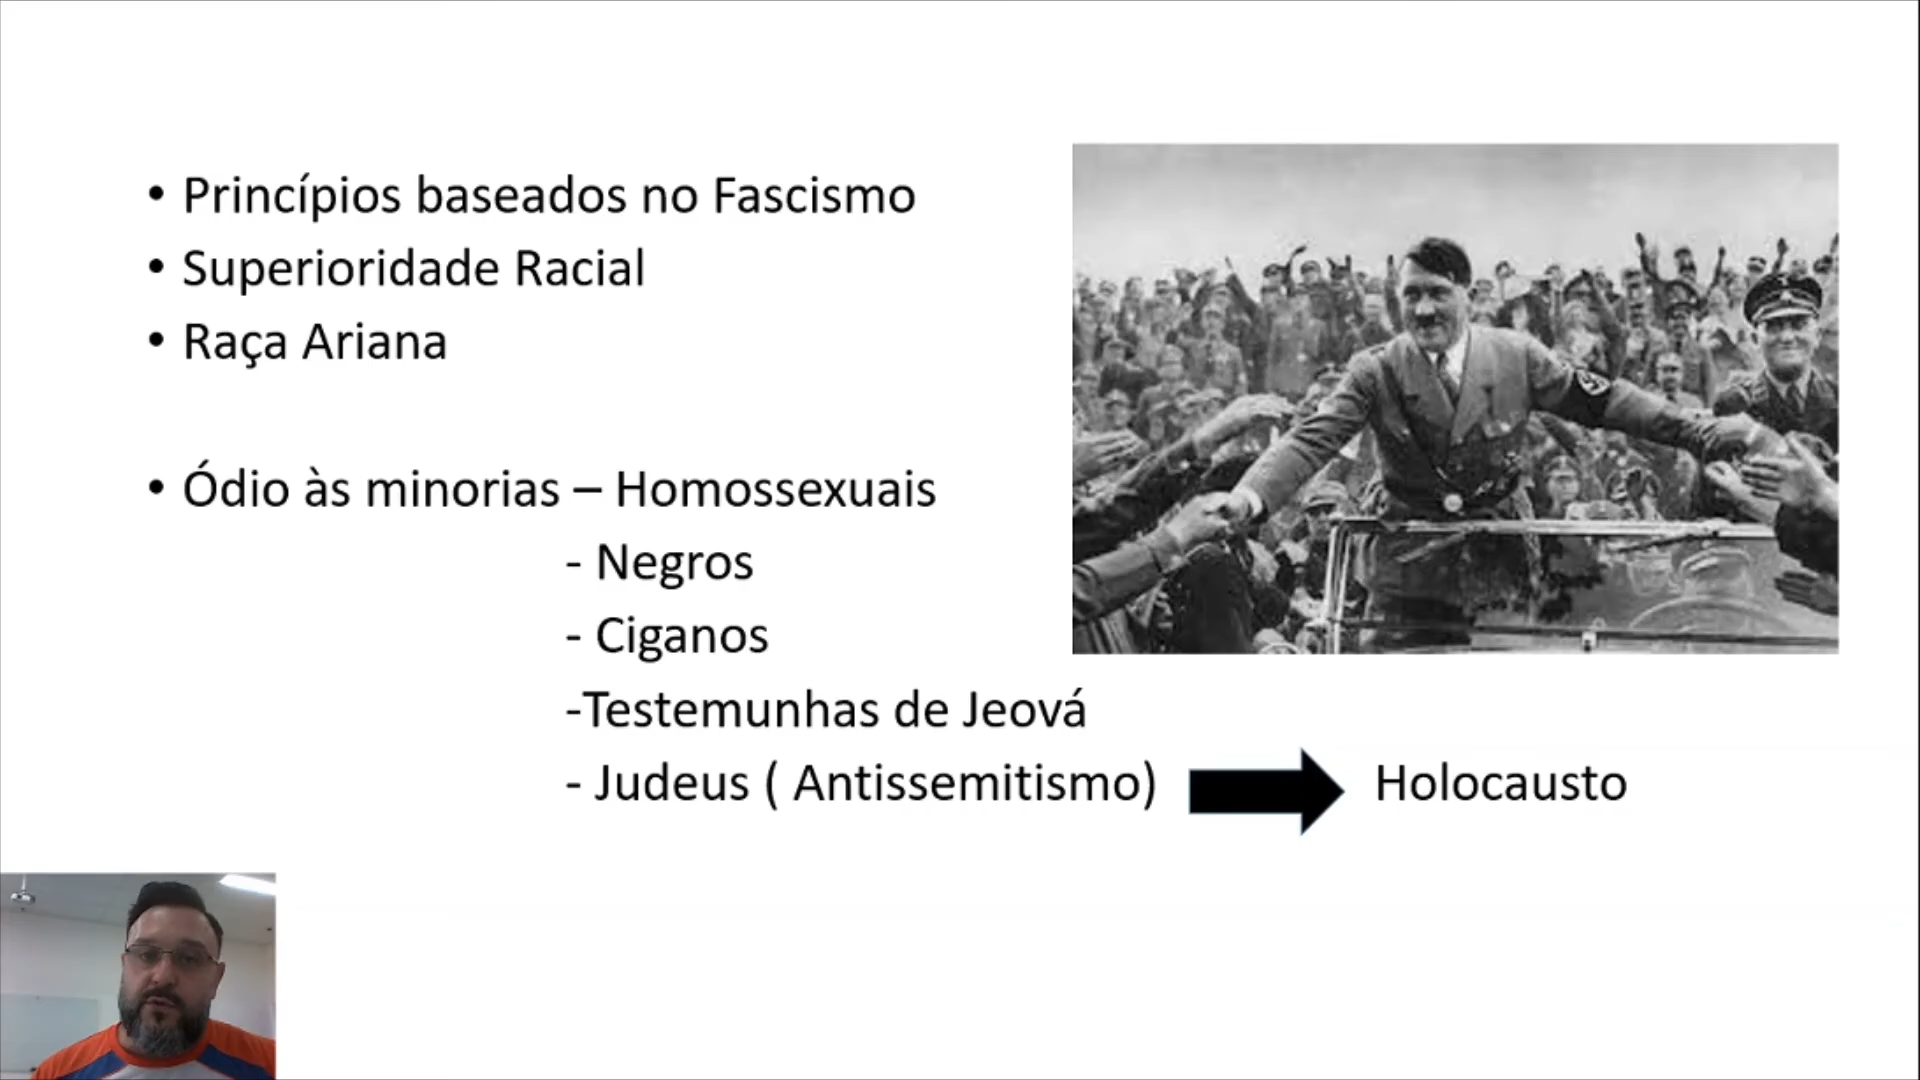 • Princípios baseados no Fascismo
• Superioridade Racial
• Raça Ariana
• Ódio às minorias – Homossexuais
- Negros
- Ciganos
-Testemunhas de Jeová
- Judeus ( Antissemitismo)
Holocausto